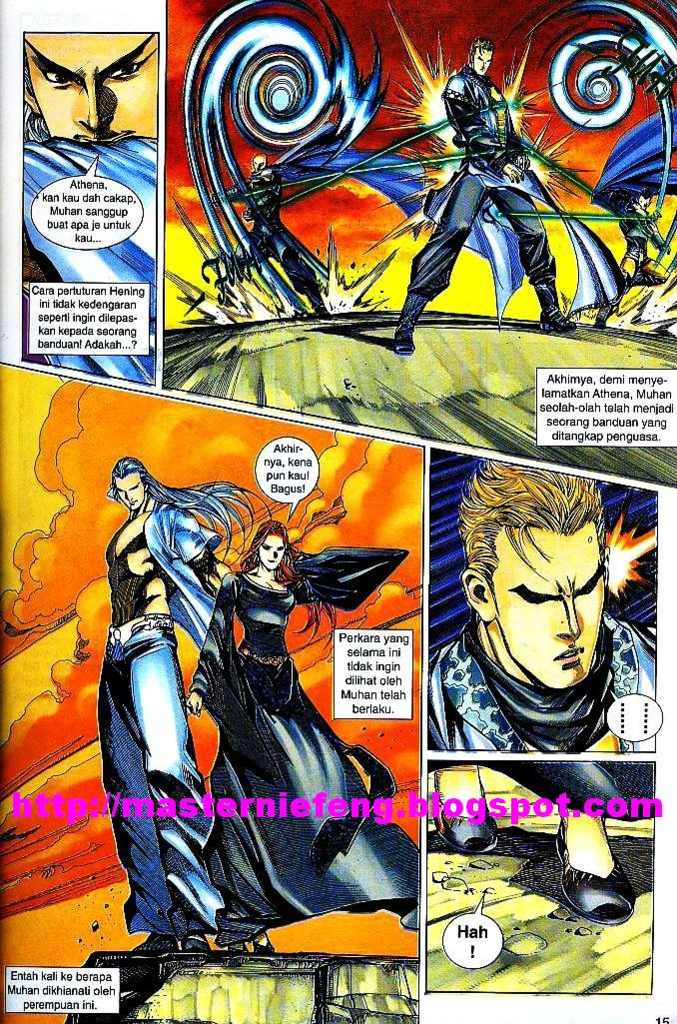 Athena,
kan kau dah cakap,
Muhan sanggup
buat apa je untuk
kau...
Cara pertuturan Hening
ini tidak kedengaran
seperti ingin dilepas-
kan kepada seorang
banduan! Adakah...?
Akhirnya, demi menye-
lamatkan Athena, Muhan
seolah-olah telah menjadi
seorang banduan yang
ditangkap penguasa.
Akhir-
nya, kena
pun kau!
Bagus!
Perkara yang
selama ini
tidak ingin
dilihat oleh
Muhan telah
berlaku.
Entah kali ke berapa
Muhan dikhianati oleh
perempuan ini.
......!!
http://masterniefeng.blogspot.com
Hah
!
15